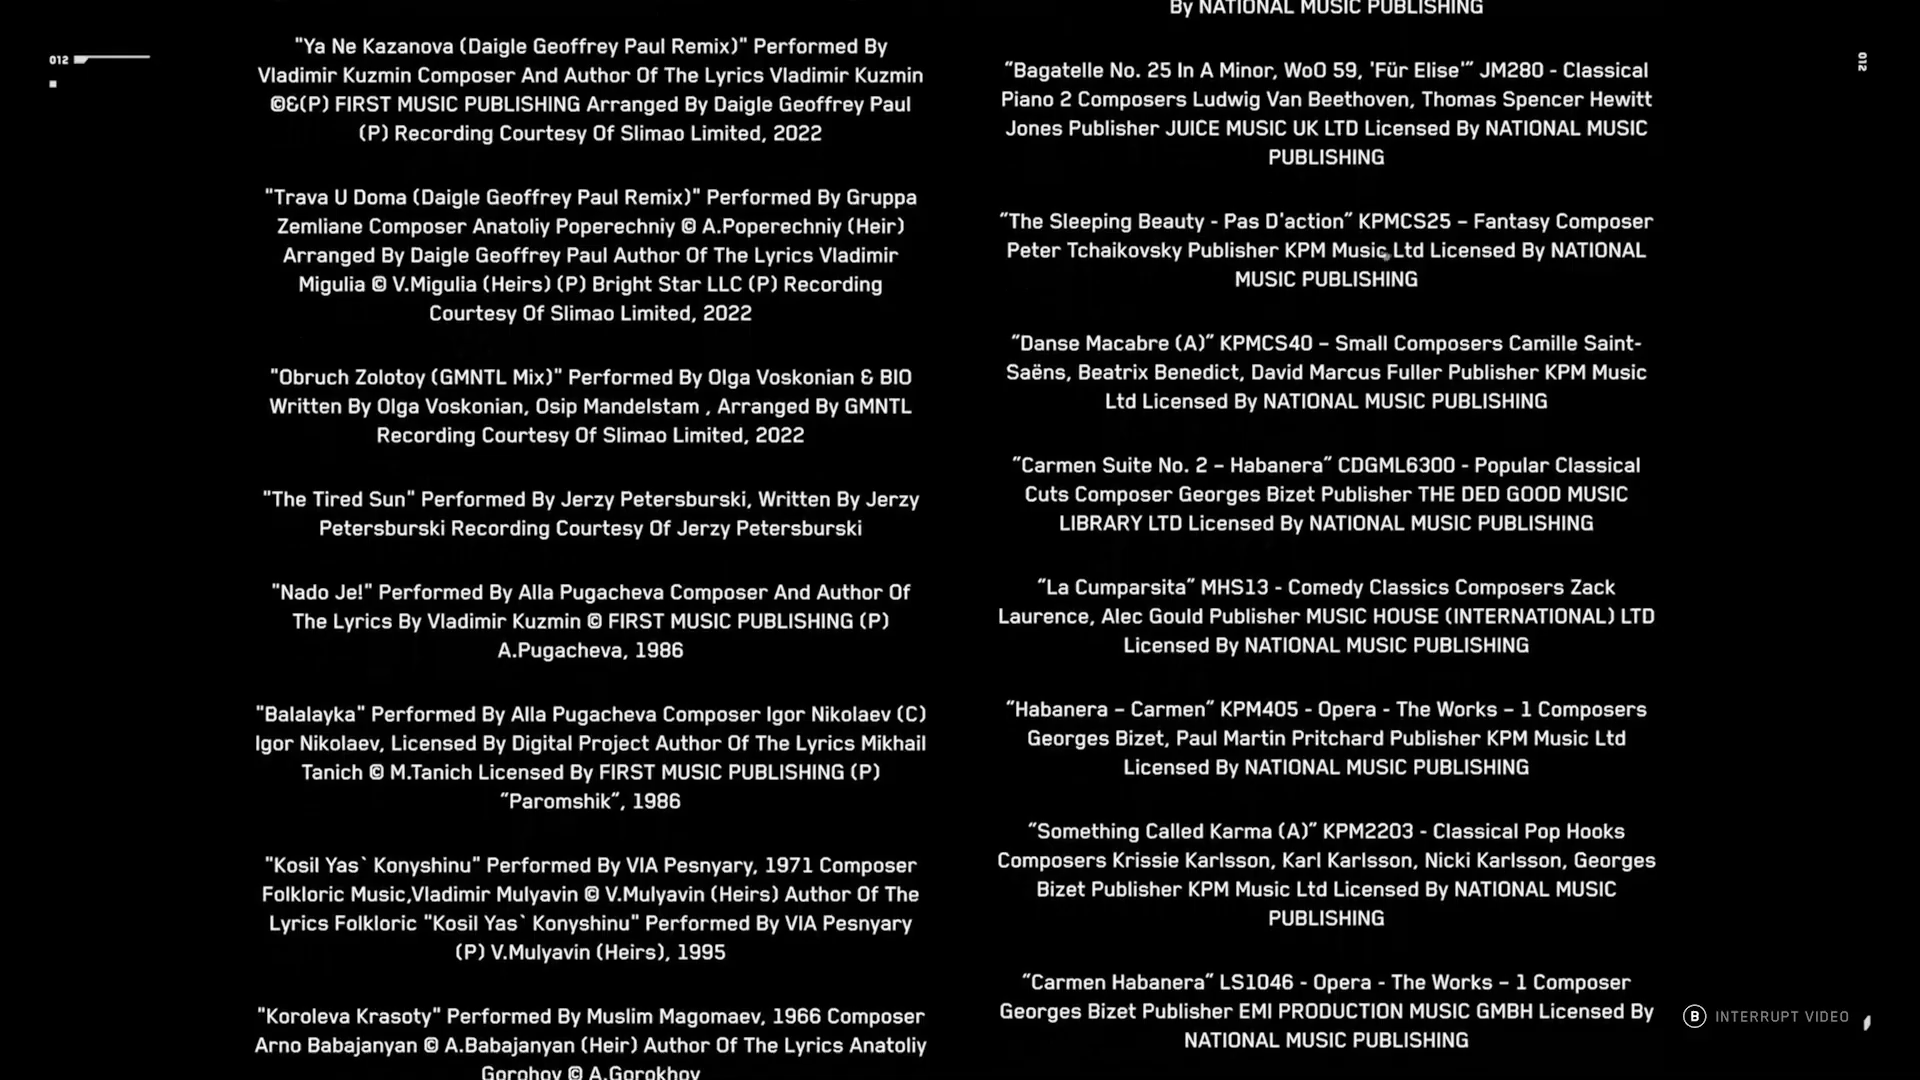 012
"Ya Ne Kazanova (Daigle Geoffrey Paul Remix)" Performed By
Vladimir Kuzmin Composer And Author Of The Lyrics Vladimir Kuzmin
©&(P) FIRST MUSIC PUBLISHING Arranged By Daigle Geoffrey Paul
(P) Recording Courtesy Of Slimao Limited, 2022
"Trava U Doma (Daigle Geoffrey Paul Remix)" Performed By Gruppa
Zemliane Composer Anatoliy Poperechniy © A.Poperechniy (Heir)
Arranged By Daigle Geoffrey Paul Author Of The Lyrics Vladimir
Migulia © V.Migulia (Heirs) (P) Bright Star LLC (P) Recording
Courtesy Of Slimao Limited, 2022
"Obruch Zolotoy (GMNTL Mix)" Performed By Olga Voskonian & BIO
Written By Olga Voskonian, Osip Mandelstam , Arranged By GMNTL
Recording Courtesy Of Slimao Limited, 2022
"The Tired Sun" Performed By Jerzy Petersburski, Written By Jerzy
Petersburski Recording Courtesy Of Jerzy Petersburski
"Nado Je!" Performed By Alla Pugacheva Composer And Author Of
The Lyrics By Vladimir Kuzmin © FIRST MUSIC PUBLISHING (P)
A.Pugacheva, 1986
"Balalayka" Performed By Alla Pugacheva Composer Igor Nikolaev (C)
Igor Nikolaev, Licensed By Digital Project Author Of The Lyrics Mikhail
Tanich © M.Tanich Licensed By FIRST MUSIC PUBLISHING (P)
“Paromshik”, 1986
"Kosil Yas` Konyshinu" Performed By VIA Pesnyary, 1971 Composer
Folkloric Music,Vladimir Mulyavin © V.Mulyavin (Heirs) Author Of The
Lyrics Folkloric "Kosil Yas` Konyshinu" Performed By VIA Pesnyary
(P) V.Mulyavin (Heirs), 1995
"Koroleva Krasoty" Performed By Muslim Magomaev, 1966 Composer
Arno Babajanyan © A.Babajanyan (Heir) Author Of The Lyrics Anatoliy
Gorohov © A.Gorokhov
By NATIONAL MUSIC PUBLISHING
“Bagatelle No. 25 In A Minor, WoO 59, 'Für Elise'” JM280 - Classical
Piano 2 Composers Ludwig Van Beethoven, Thomas Spencer Hewitt
Jones Publisher JUICE MUSIC UK LTD Licensed By NATIONAL MUSIC
PUBLISHING
“The Sleeping Beauty - Pas D'action” KPMCS25 – Fantasy Composer
Peter Tchaikovsky Publisher KPM Music Ltd Licensed By NATIONAL
MUSIC PUBLISHING
“Danse Macabre (A)” KPMCS40 – Small Composers Camille Saint-
Saëns, Beatrix Benedict, David Marcus Fuller Publisher KPM Music
Ltd Licensed By NATIONAL MUSIC PUBLISHING
“Carmen Suite No. 2 – Habanera” CDGML6300 - Popular Classical
Cuts Composer Georges Bizet Publisher THE DED GOOD MUSIC
LIBRARY LTD Licensed By NATIONAL MUSIC PUBLISHING
“La Cumparsita” MHS13 - Comedy Classics Composers Zack
Laurence, Alec Gould Publisher MUSIC HOUSE (INTERNATIONAL) LTD
Licensed By NATIONAL MUSIC PUBLISHING
“Habanera – Carmen” KPM405 - Opera - The Works – 1 Composers
Georges Bizet, Paul Martin Pritchard Publisher KPM Music Ltd
Licensed By NATIONAL MUSIC PUBLISHING
“Something Called Karma (A)” KPM2203 - Classical Pop Hooks
Composers Krissie Karlsson, Karl Karlsson, Nicki Karlsson, Georges
Bizet Publisher KPM Music Ltd Licensed By NATIONAL MUSIC
PUBLISHING
“Carmen Habanera” LS1046 - Opera - The Works – 1 Composer
Georges Bizet Publisher EMI PRODUCTION MUSIC GMBH Licensed By
NATIONAL MUSIC PUBLISHING
012
B INTERRUPT VIDEO